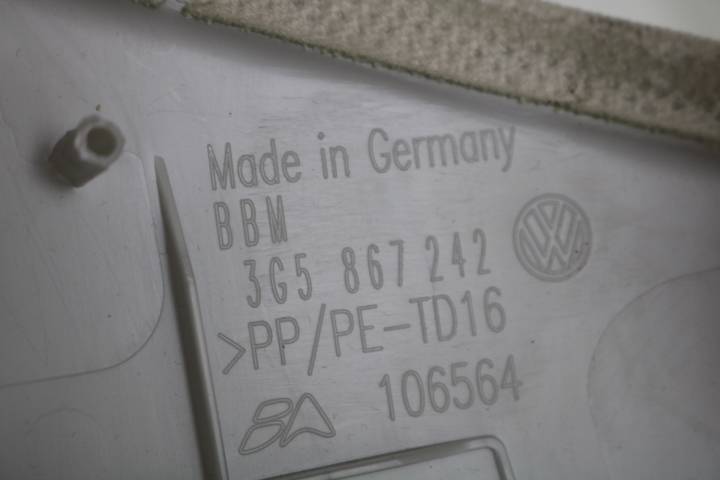 Made in Germany
BBM
3G5 867 242
>PP/PE-TD16
106564